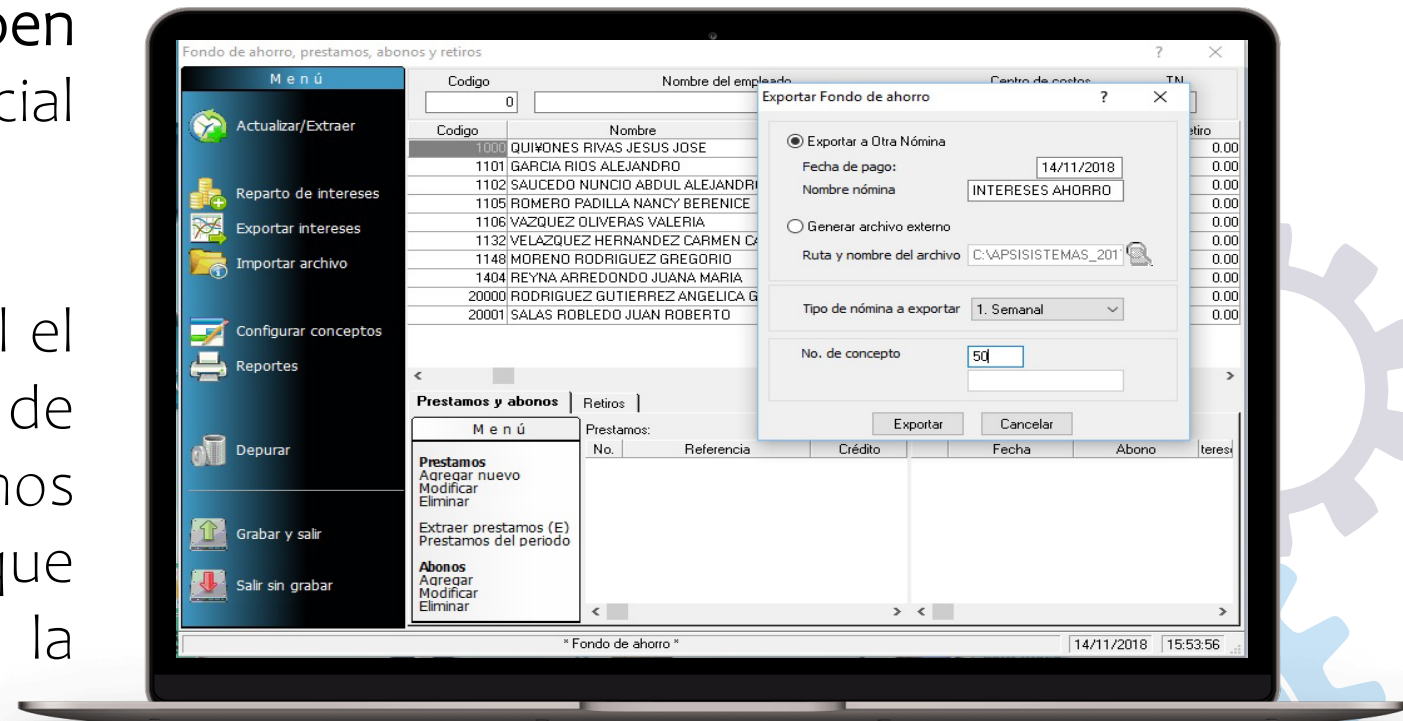 cial
l el
de
que
la
Fondo de ahorro, prestamos, abonos y retiros
? ×
Menú
Actualizar/Extraer
Reparto de intereses
Exportar intereses
Importar archivo
Configurar conceptos
Reportes
Depurar
Grabar y salir
Salir sin grabar
Codigo Nombre del empleado Centro de costos TN
0
Codigo Nombre
1000 QUI¥ONES RIVAS JESUS JOSE 0.00
1101 GARCIA RIOS ALEJANDRO 0.00
1102 SAUCEDO NUNCIO ABDUL 0.00
1105 ROMERO PADILLA NANCY BERENICE 0.00
1106 VAZQUEZ OLIVERAS VALERIA 0.00
1132 VELAZQUEZ HERNANDEZ CARMEN 0.00
1148 MORENO RODRIGUEZ GREGORIO 0.00
1404 REYNA ARREDONDO JUANA MARIA 0.00
20000 RODRIGUEZ GUTIERREZ ANGELICA G 0.00
20001 SALAS ROBLEDO JUAN ROBERTO 0.00
Exportar Fondo de ahorro ? ×
Exportar a Otra Nómina
Fecha de pago: 14/11/2018
Nombre nómina INTERESES AHORRO
Generar archivo externo
Ruta y nombre del archivo C:\APSISISTEMAS_201
Tipo de nómina a exportar 1. Semanal
No. de concepto 50
Exportar Cancelar
Prestamos y abonos Retiros
Menú
Prestamos
Agregar nuevo
Modificar
Eliminar
Extraer prestamos (E)
Prestamos del periodo
Abonos
Agregar
Modificar
Eliminar
Prestamos:
No. Referencia Crédito Fecha Abono
* Fondo de ahorro * 14/11/2018 15:53:56